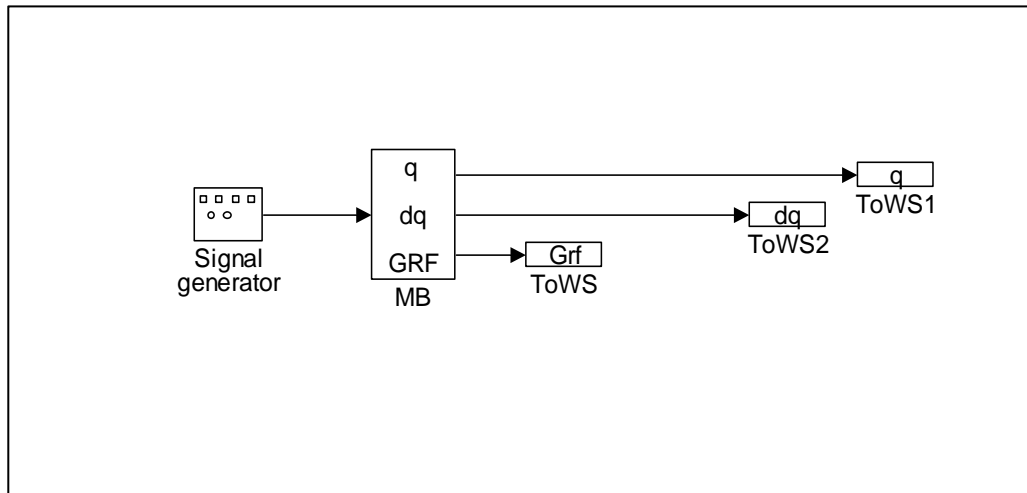 q
dq
GRF
MB
Signal
generator
q
ToWS1
dq
ToWS2
Grf
ToWS